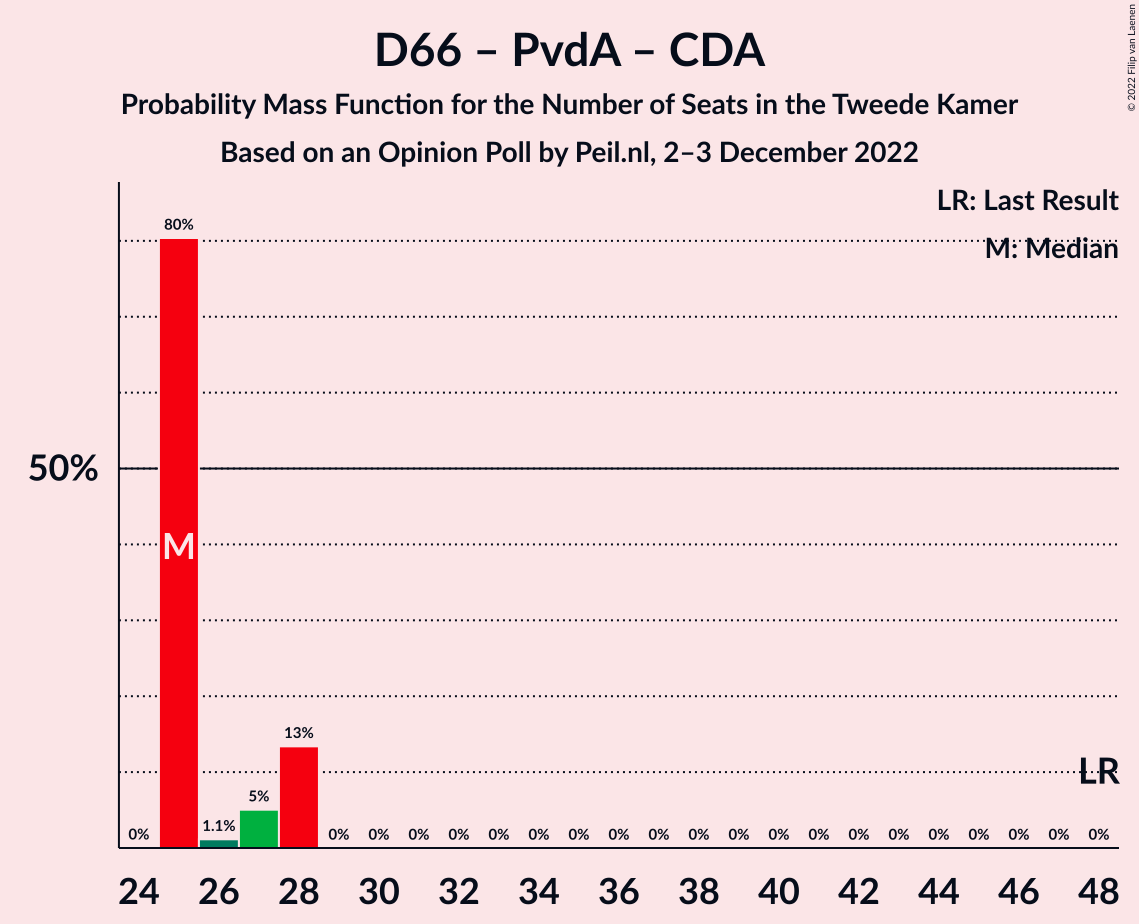 D66 – PvdA – CDA
Probability Mass Function for the Number of Seats in the Tweede Kamer
Based on an Opinion Poll by Peil.nl, 2–3 December 2022
© 2022 Filip van Laenen
LR: Last Result
M: Median
80%
50%
M
13%
LR
5%
1.1%
0% 0% 0% 0% 0% 0% 0% 0% 0% 0% 0% 0% 0% 0% 0% 0% 0% 0% 0% 0% 0%
24 26 28 30 32 34 36 38 40 42 44 46 48